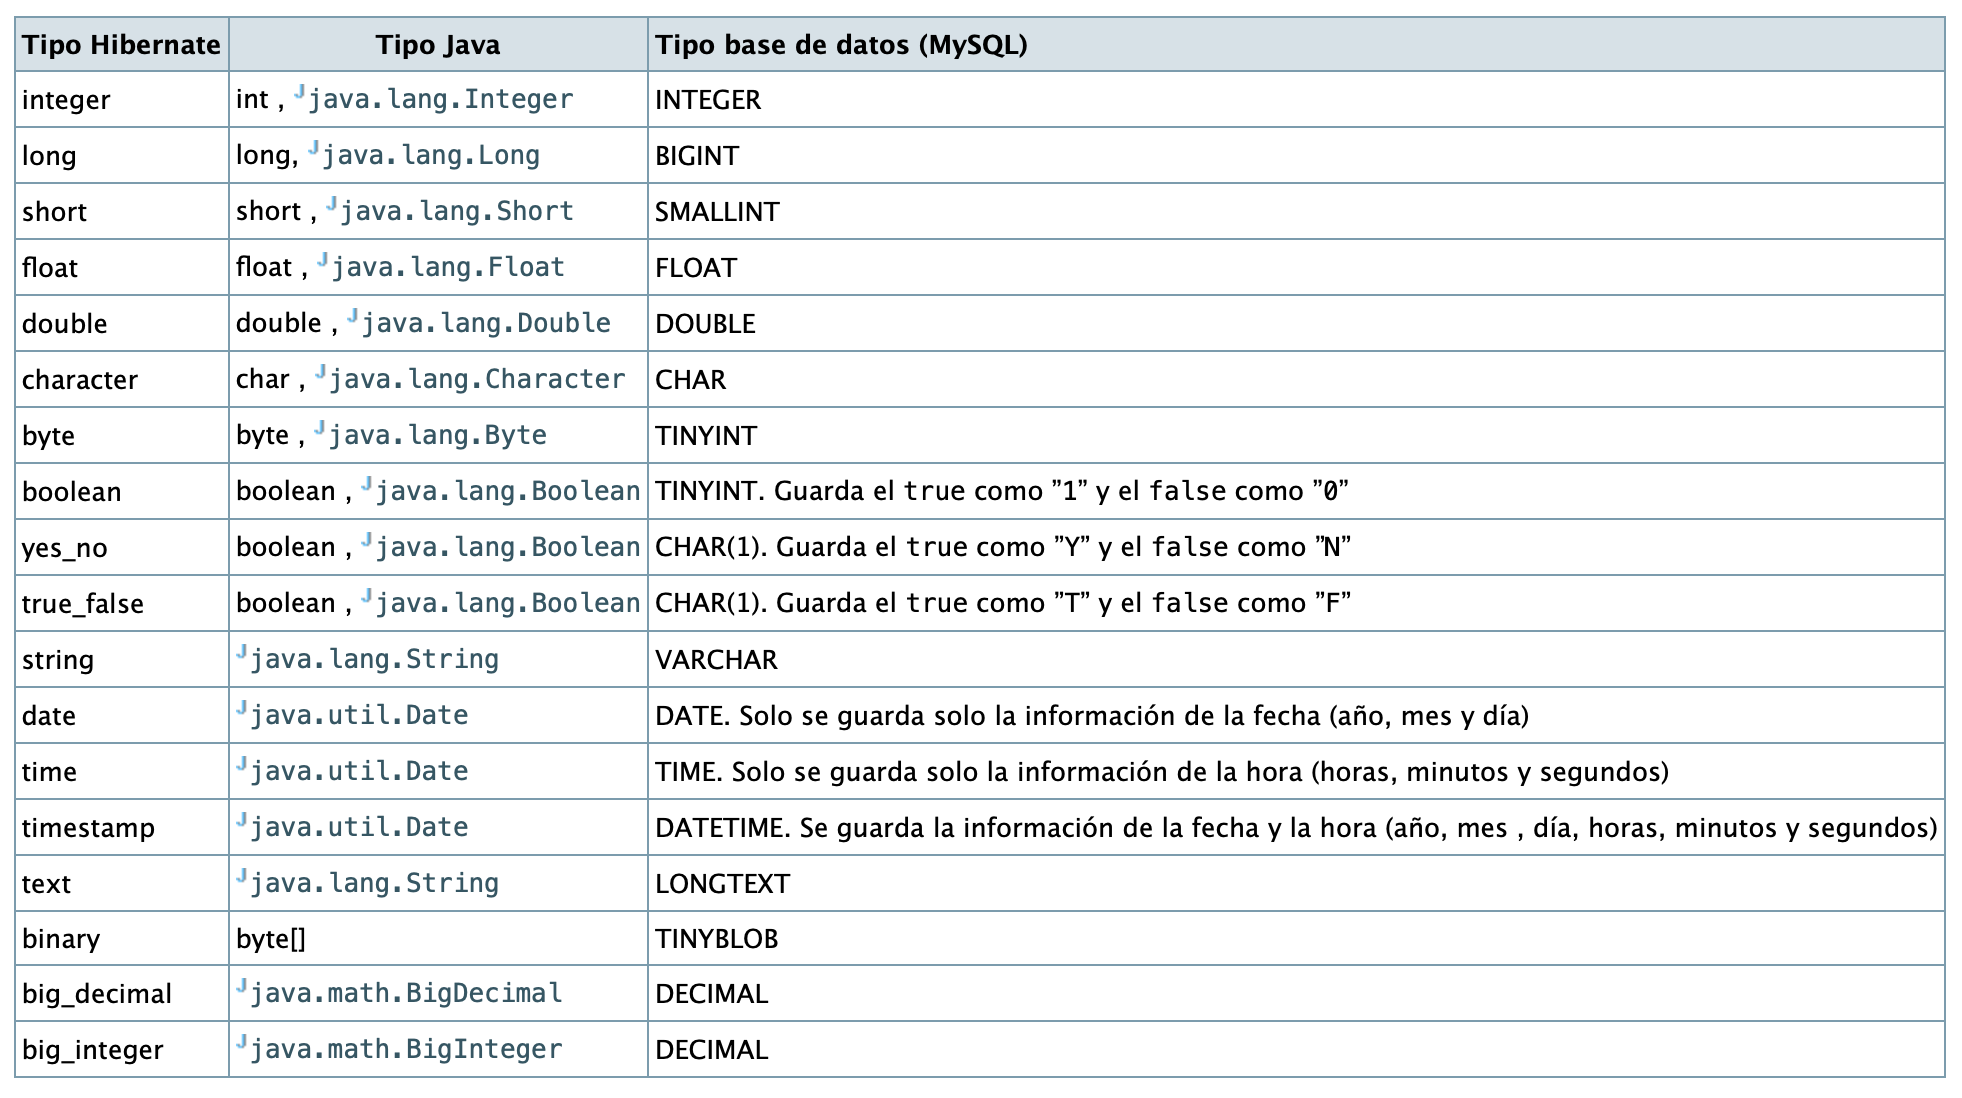 Tipo Hibernate Tipo Java Tipo base de datos (MySQL)
integer int , java.lang.Integer INTEGER
long long, java.lang.Long BIGINT
short short , java.lang.Short SMALLINT
float float , java.lang.Float FLOAT
double double , java.lang.Double DOUBLE
character char , java.lang.Character CHAR
byte byte , java.lang.Byte TINYINT
boolean boolean , java.lang.Boolean TINYINT. Guarda el true como ”1” y el false como ”0”
yes_no boolean , java.lang.Boolean CHAR(1). Guarda el true como ”Y” y el false como ”N”
true_false boolean , java.lang.Boolean CHAR(1). Guarda el true como ”T” y el false como ”F”
string java.lang.String VARCHAR
date java.util.Date DATE. Solo se guarda solo la información de la fecha (año, mes y día)
time java.util.Date TIME. Solo se guarda solo la información de la hora (horas, minutos y segundos)
timestamp java.util.Date DATETIME. Se guarda la información de la fecha y la hora (año, mes , día, horas, minutos y segundos)
text java.lang.String LONGTEXT
binary byte[] TINYBLOB
big_decimal java.math.BigDecimal DECIMAL
big_integer java.math.BigInteger DECIMAL